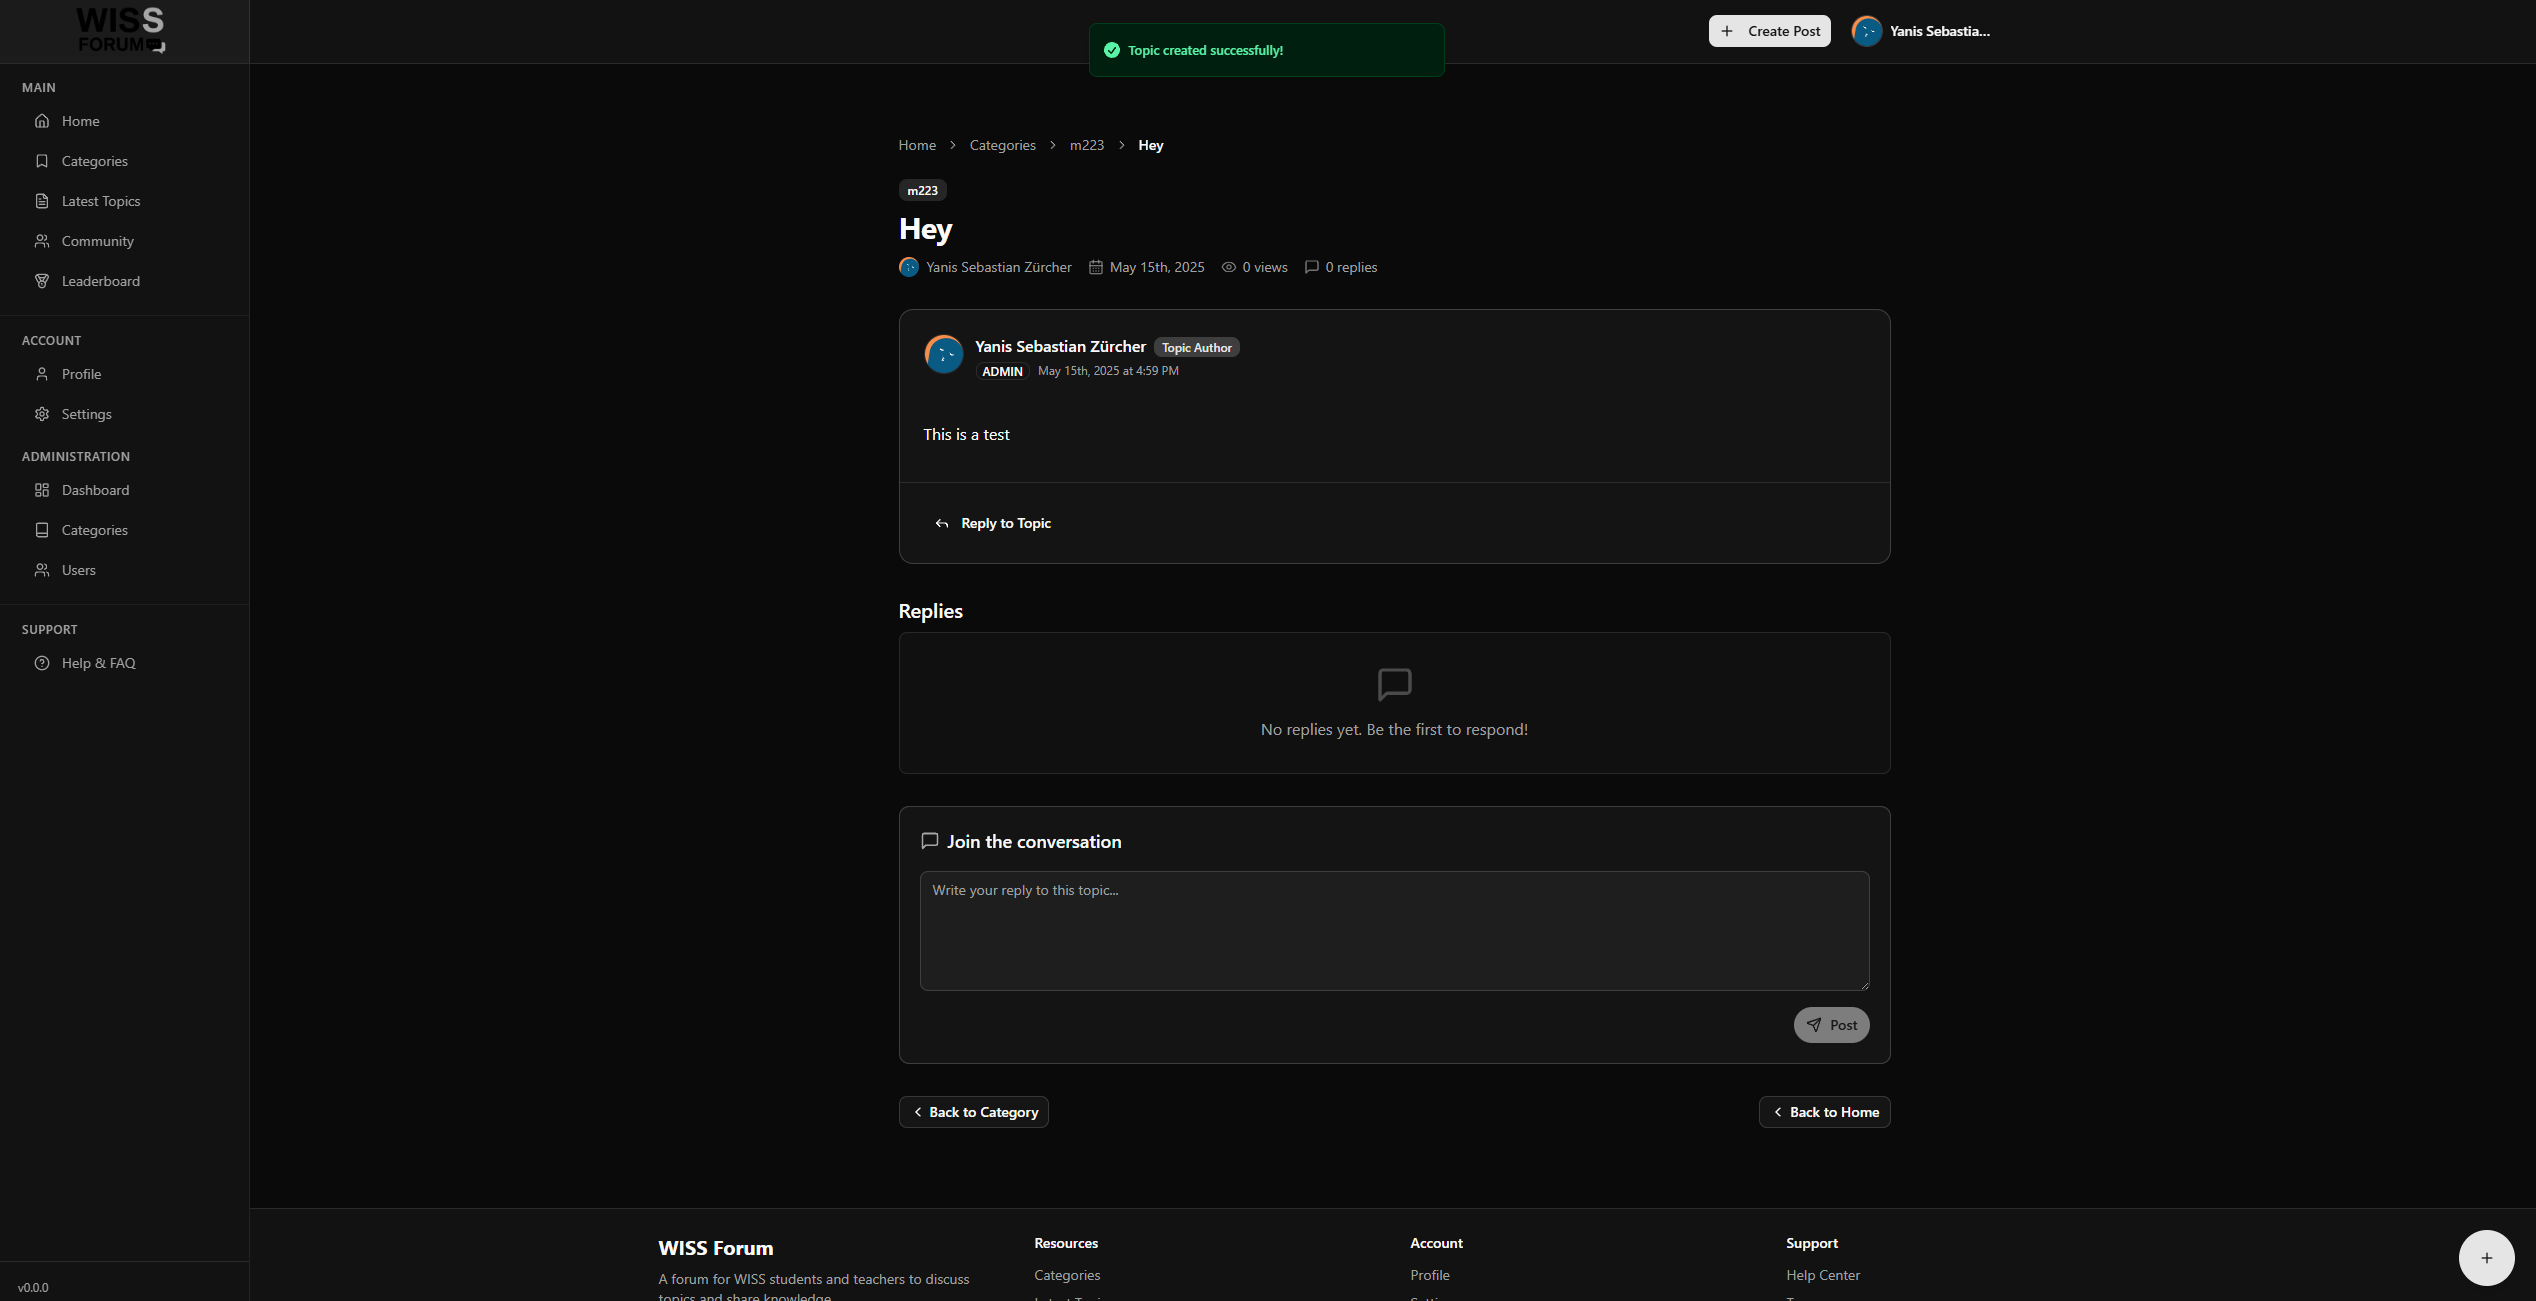 WISS
FORUM
Topic created successfully!
Create Post
Yanis Sebastia...
MAIN
Home
Categories
Latest Topics
Community
Leaderboard
ACCOUNT
Profile
Settings
ADMINISTRATION
Dashboard
Categories
Users
SUPPORT
Help & FAQ
v0.0.0
Home > Categories > m223 > Hey
m223
Hey
Yanis Sebastian Zürcher May 15th, 2025 0 views 0 replies
Yanis Sebastian Zürcher Topic Author
ADMIN May 15th, 2025 at 4:59 PM
This is a test
Reply to Topic
Replies
No replies yet. Be the first to respond!
Join the conversation
Write your reply to this topic...
Post
Back to Category
Back to Home
WISS Forum
A forum for WISS students and teachers to discuss
topics and share knowledge
Resources
Categories
Account
Profile
Support
Help Center